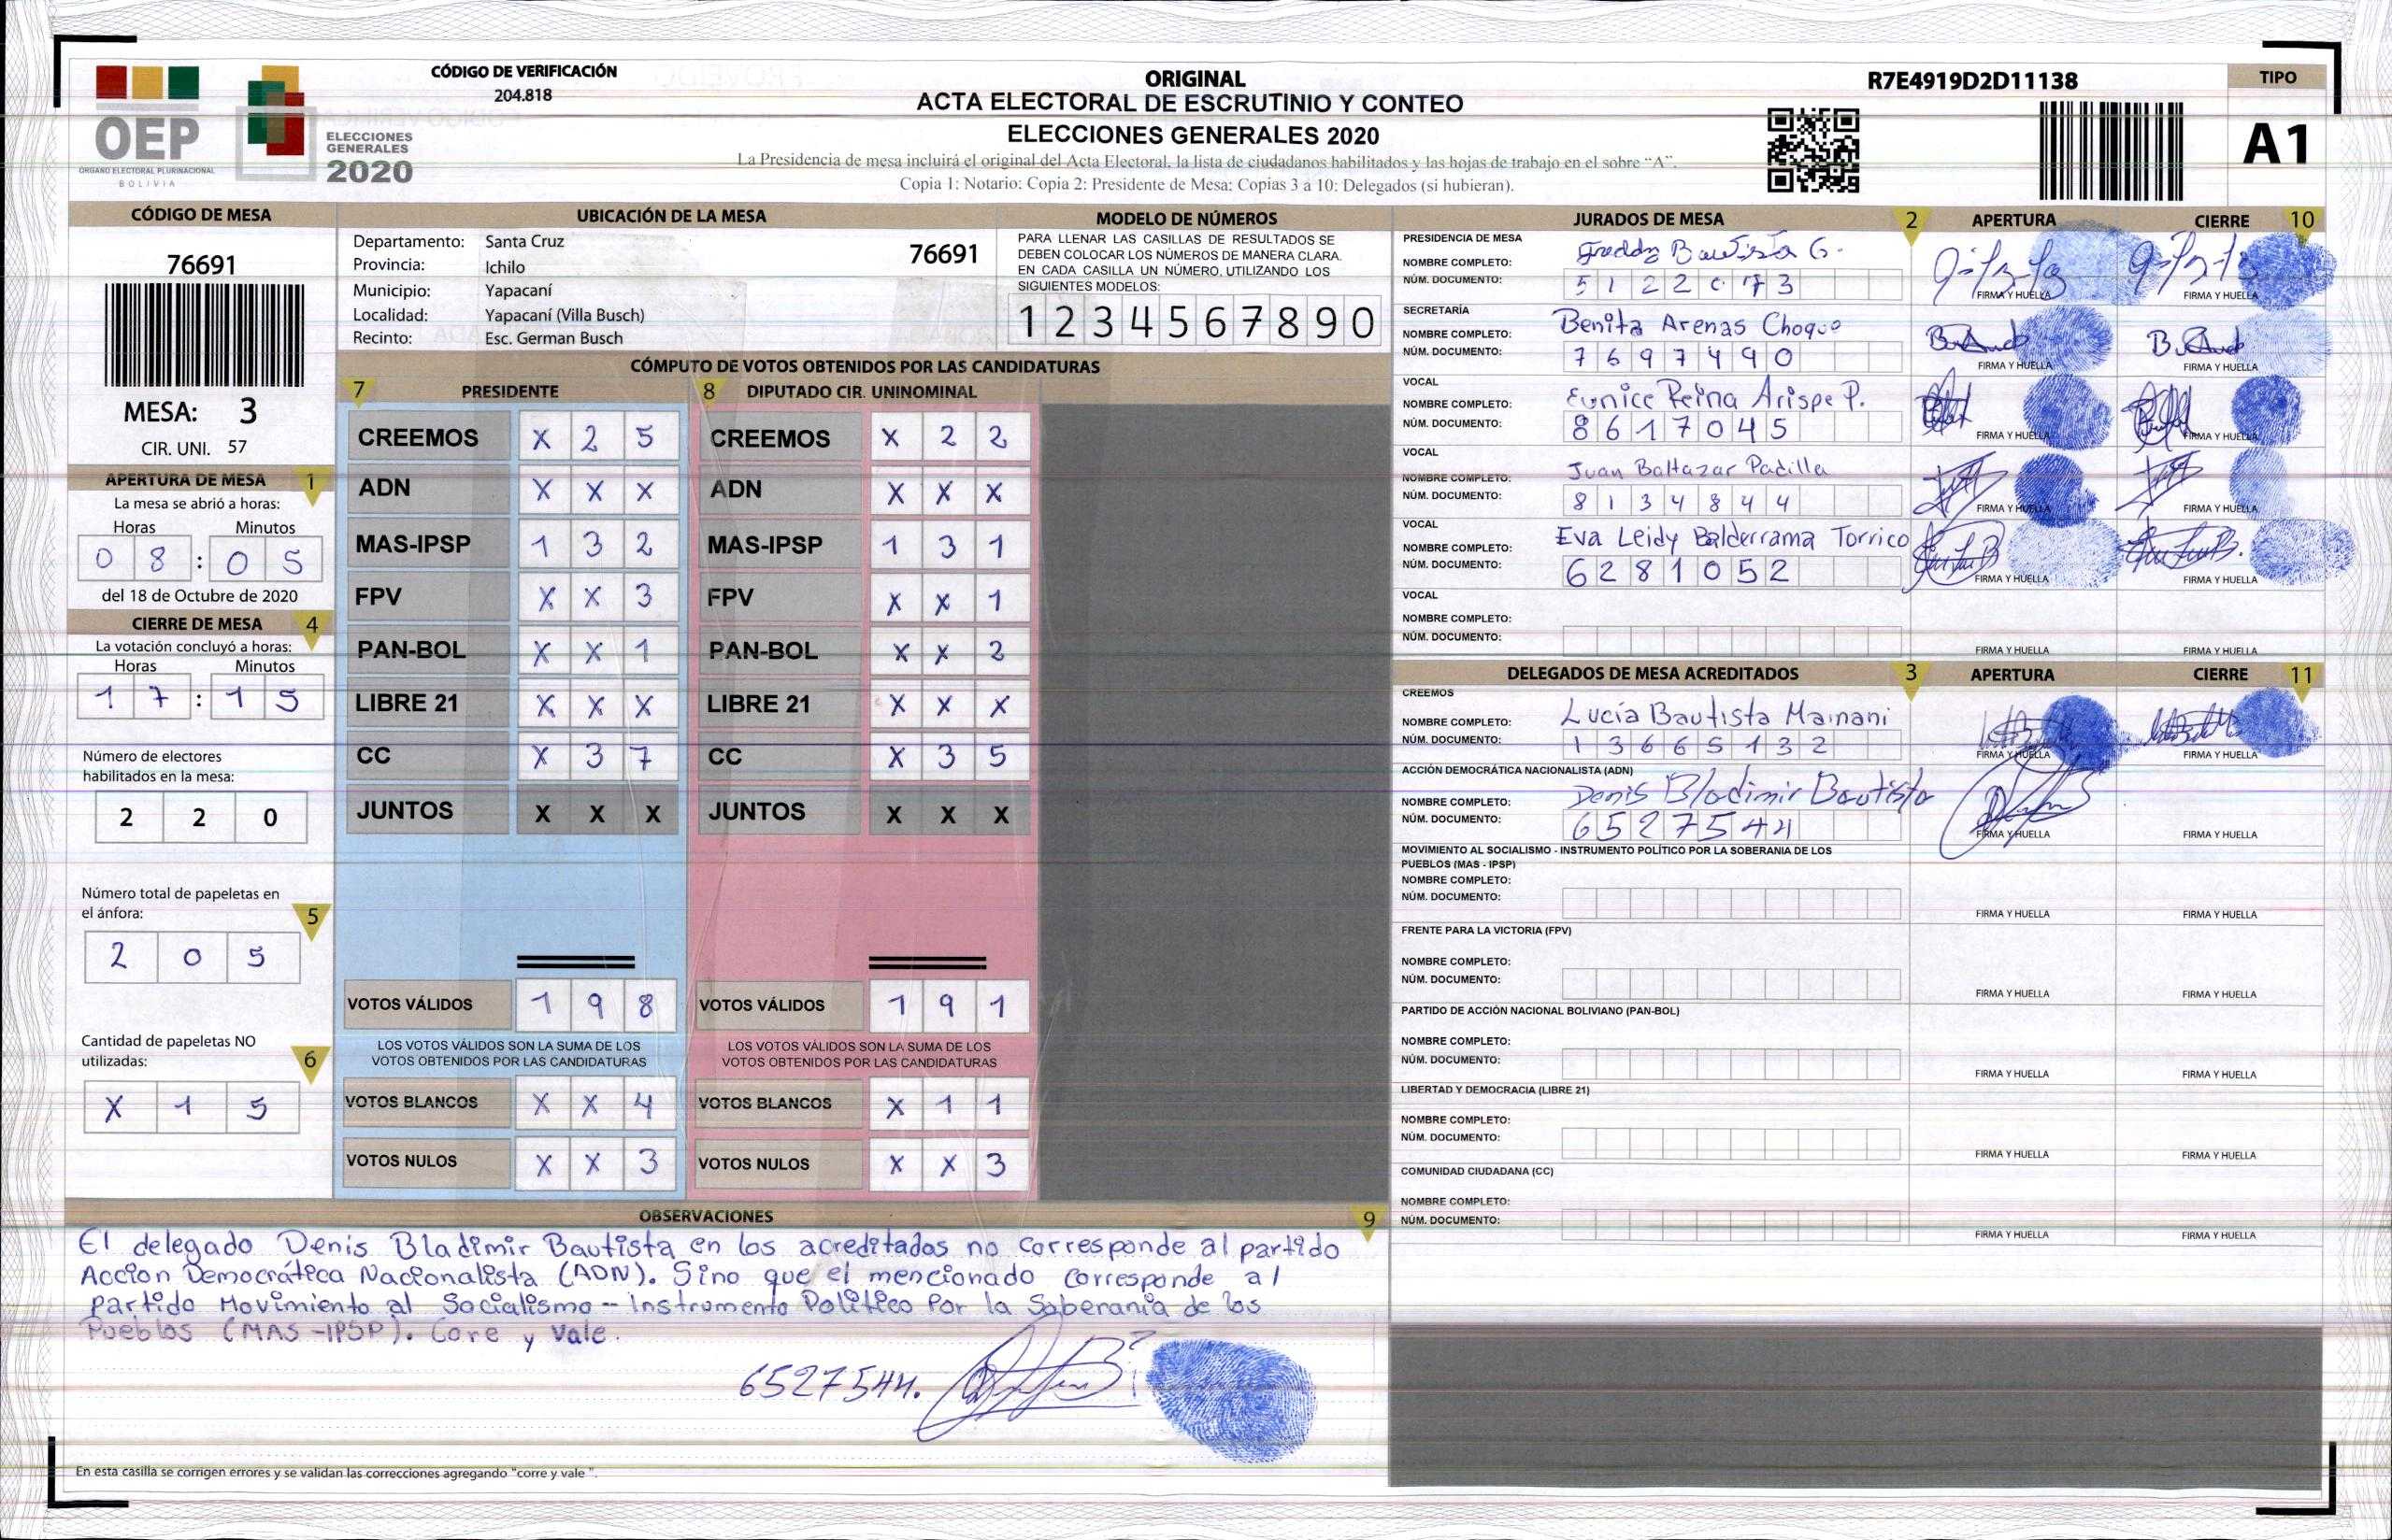 CÓDIGO DE VERIFICACIÓN
204.818
OEP
ÓRGANO ELECTORAL PLURINACIONAL
BOLIVIA
ELECCIONES
GENERALES
2020
ORIGINAL
ACTA ELECTORAL DE ESCRUTINIO Y CONTEO
ELECCIONES GENERALES 2020
La Presidencia de mesa incluirá el original del Acta Electoral, la lista de ciudadanos habilitados y las hojas de trabajo en el sobre “A”.
Copia 1: Notario: Copia 2: Presidente de Mesa: Copias 3 a 10: Delegados (si hubieran).
R7E4919D2D11138
TIPO
A1
CÓDIGO DE MESA
76691
MESA: 3
CIR. UNI. 57
APERTURA DE MESA 1
La mesa se abrió a horas:
Horas Minutos
0 8 : 0 5
del 18 de Octubre de 2020
CIERRE DE MESA 4
La votación concluyó a horas:
Horas Minutos
1 7 : 1 5
Número de electores
habilitados en la mesa:
2 2 0
Número total de papeletas en
el ánfora: 5
2 0 5
Cantidad de papeletas NO
utilizadas: 6
X 1 5
UBICACIÓN DE LA MESA
Departamento: Santa Cruz 76691
Provincia: Ichilo
Municipio: Yapacaní
Localidad: Yapacaní (Villa Busch)
Recinto: Esc. German Busch
MODELO DE NÚMEROS
PARA LLENAR LAS CASILLAS DE RESULTADOS SE
DEBEN COLOCAR LOS NÚMEROS DE MANERA CLARA.
EN CADA CASILLA UN NÚMERO, UTILIZANDO LOS
SIGUIENTES MODELOS:
1 2 3 4 5 6 7 8 9 0
CÓMPUTO DE VOTOS OBTENIDOS POR LAS CANDIDATURAS
7 PRESIDENTE
CREEMOS X 2 5
ADN X X X
MAS-IPSP 1 3 2
FPV X X 3
PAN-BOL X X 1
LIBRE 21 X X X
CC X 3 7
JUNTOS X X X
VOTOS VÁLIDOS 1 9 8
LOS VOTOS VÁLIDOS SON LA SUMA DE LOS
VOTOS OBTENIDOS POR LAS CANDIDATURAS
VOTOS BLANCOS X X 4
VOTOS NULOS X X 3
8 DIPUTADO CIR. UNINOMINAL
CREEMOS X 2 2
ADN X X X
MAS-IPSP 1 3 1
FPV X X 1
PAN-BOL X X 2
LIBRE 21 X X X
CC X 3 5
JUNTOS X X X
VOTOS VÁLIDOS 1 9 1
LOS VOTOS VÁLIDOS SON LA SUMA DE LOS
VOTOS OBTENIDOS POR LAS CANDIDATURAS
VOTOS BLANCOS X 1 1
VOTOS NULOS X X 3
OBSERVACIONES 9
El delegado Denis Bladimir Bautista en los acreditados no corresponde al partido
Accion Democrática Nacionalista (ADN). Sino que el mencionado corresponde al
partido Movimiento al Socialismo -- Instrumento Político Por la Soberanía de los
Pueblos (MAS -IPSP). Core y vale.
6527544.
En esta casilla se corrigen errores y se validan las correcciones agregando "corre y vale ".
JURADOS DE MESA 2 APERTURA CIERRE 10
PRESIDENCIA DE MESA
NOMBRE COMPLETO: Freddy Bautista G.
NÚM. DOCUMENTO: 5 1 2 2 0 7 3
FIRMA Y HUELLA FIRMA Y HUELLA
SECRETARÍA
NOMBRE COMPLETO: Benita Arenas Choque
NÚM. DOCUMENTO: 7 6 9 7 4 9 0
FIRMA Y HUELLA FIRMA Y HUELLA
VOCAL
NOMBRE COMPLETO: Eunice Reina Arispe P.
NÚM. DOCUMENTO: 8 6 1 7 0 4 5
FIRMA Y HUELLA FIRMA Y HUELLA
VOCAL
NOMBRE COMPLETO: Juan Baltazar Padilla
NÚM. DOCUMENTO: 8 1 3 4 8 4 4
FIRMA Y HUELLA FIRMA Y HUELLA
VOCAL
NOMBRE COMPLETO: Eva Leidy Balderrama Torrico
NÚM. DOCUMENTO: 6 2 8 1 0 5 2
FIRMA Y HUELLA FIRMA Y HUELLA
VOCAL
NOMBRE COMPLETO:
NÚM. DOCUMENTO:
FIRMA Y HUELLA FIRMA Y HUELLA
DELEGADOS DE MESA ACREDITADOS 3 APERTURA CIERRE 11
CREEMOS
NOMBRE COMPLETO: Lucía Bautista Mamani
NÚM. DOCUMENTO: 1 3 6 6 5 1 3 2
FIRMA Y HUELLA FIRMA Y HUELLA
ACCIÓN DEMOCRÁTICA NACIONALISTA (ADN)
NOMBRE COMPLETO: Denis Bladimir Bautista
NÚM. DOCUMENTO: 6 5 2 7 5 4 4
FIRMA Y HUELLA FIRMA Y HUELLA
MOVIMIENTO AL SOCIALISMO - INSTRUMENTO POLÍTICO POR LA SOBERANIA DE LOS
PUEBLOS (MAS - IPSP)
NOMBRE COMPLETO:
NÚM. DOCUMENTO:
FIRMA Y HUELLA FIRMA Y HUELLA
FRENTE PARA LA VICTORIA (FPV)
NOMBRE COMPLETO:
NÚM. DOCUMENTO:
FIRMA Y HUELLA FIRMA Y HUELLA
PARTIDO DE ACCIÓN NACIONAL BOLIVIANO (PAN-BOL)
NOMBRE COMPLETO:
NÚM. DOCUMENTO:
FIRMA Y HUELLA FIRMA Y HUELLA
LIBERTAD Y DEMOCRACIA (LIBRE 21)
NOMBRE COMPLETO:
NÚM. DOCUMENTO:
FIRMA Y HUELLA FIRMA Y HUELLA
COMUNIDAD CIUDADANA (CC)
NOMBRE COMPLETO:
NÚM. DOCUMENTO:
FIRMA Y HUELLA FIRMA Y HUELLA